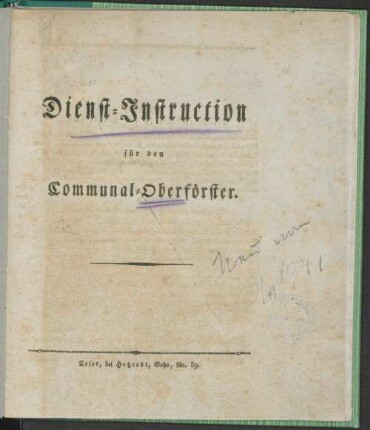 Dienst-Instruction
für den
Communal-Oberförster.
Trier, bei Hetzrodt, Sohn, No. 59.